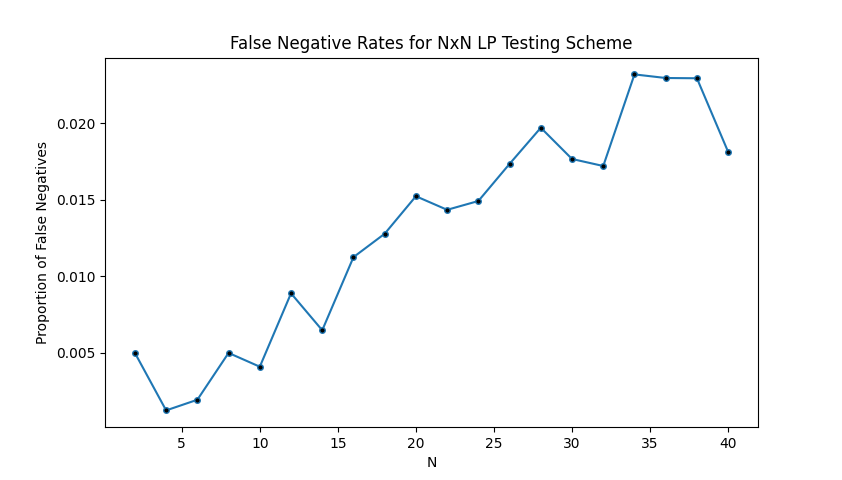 False Negative Rates for NxN LP Testing Scheme
Proportion of False Negatives
0.020
0.015
0.010
0.005
5 10 15 20 25 30 35 40
N